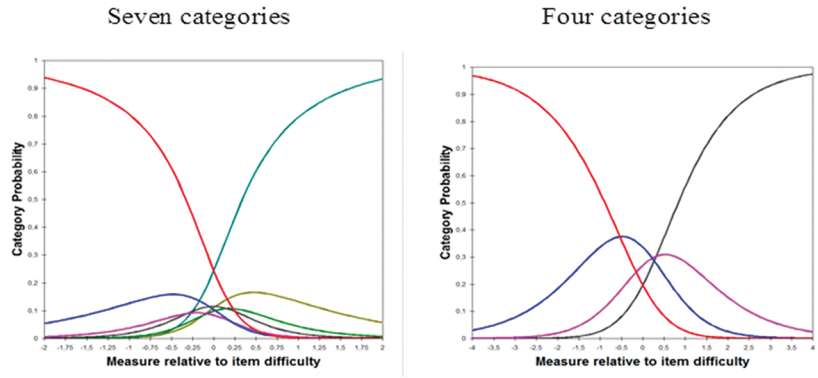 Seven categories
Four categories
1
0,9
0,8
0,7
0,6
0,5
0,4
0,3
0,2
0,1
0
Category Probability
-2 -1,75 -1,5 -1,25 -1 -0,75 -0,5 -0,25 0 0,25 0,5 0,75 1 1,25 1,5 1,75 2
Measure relative to item difficulty
1
0,9
0,8
0,7
0,6
0,5
0,4
0,3
0,2
0,1
0
Category Probability
-4 -3,5 -3 -2,5 -2 -1,5 -1 -0,5 0 0,5 1 1,5 2 2,5 3 3,5 4
Measure relative to item difficulty